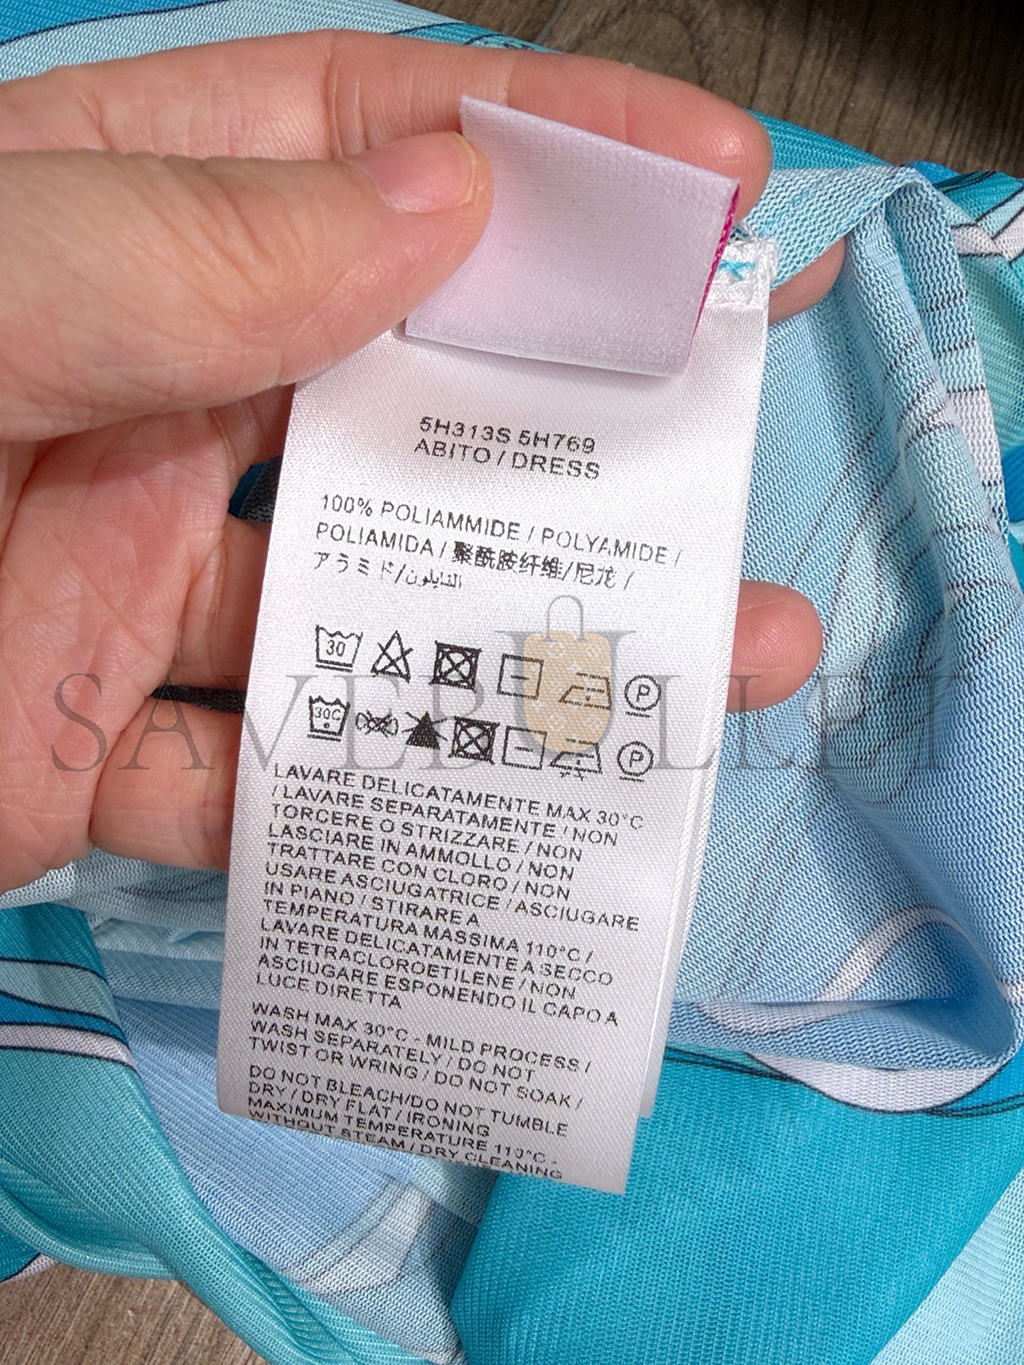 5H313S 5H769
ABITO / DRESS
100% POLIAMMIDE / POLYAMIDE /
POLIAMIDA / 聚酰胺纤维/尼龙 /
アラミド/النايلون
30
P
30C
P
SAVEBULLET
LAVARE DELICATAMENTE MAX 30°C
/ LAVARE SEPARATAMENTE / NON
TORCERE O STRIZZARE / NON
LASCIARE IN AMMOLLO / NON
TRATTARE CON CLORO / NON
USARE ASCIUGATRICE / ASCIUGARE
IN PIANO / STIRARE A
TEMPERATURA MASSIMA 110°C /
LAVARE DELICATAMENTE A SECCO
IN TETRACLOROETILENE / NON
ASCIUGARE ESPONENDO IL CAPO A
LUCE DIRETTA
WASH MAX 30°C - MILD PROCESS /
WASH SEPARATELY / DO NOT
TWIST OR WRING / DO NOT SOAK /
DO NOT BLEACH/DO NOT TUMBLE
DRY / DRY FLAT / IRONING
MAXIMUM TEMPERATURE 110°C -
WITHOUT STEAM / DRY CLEANING